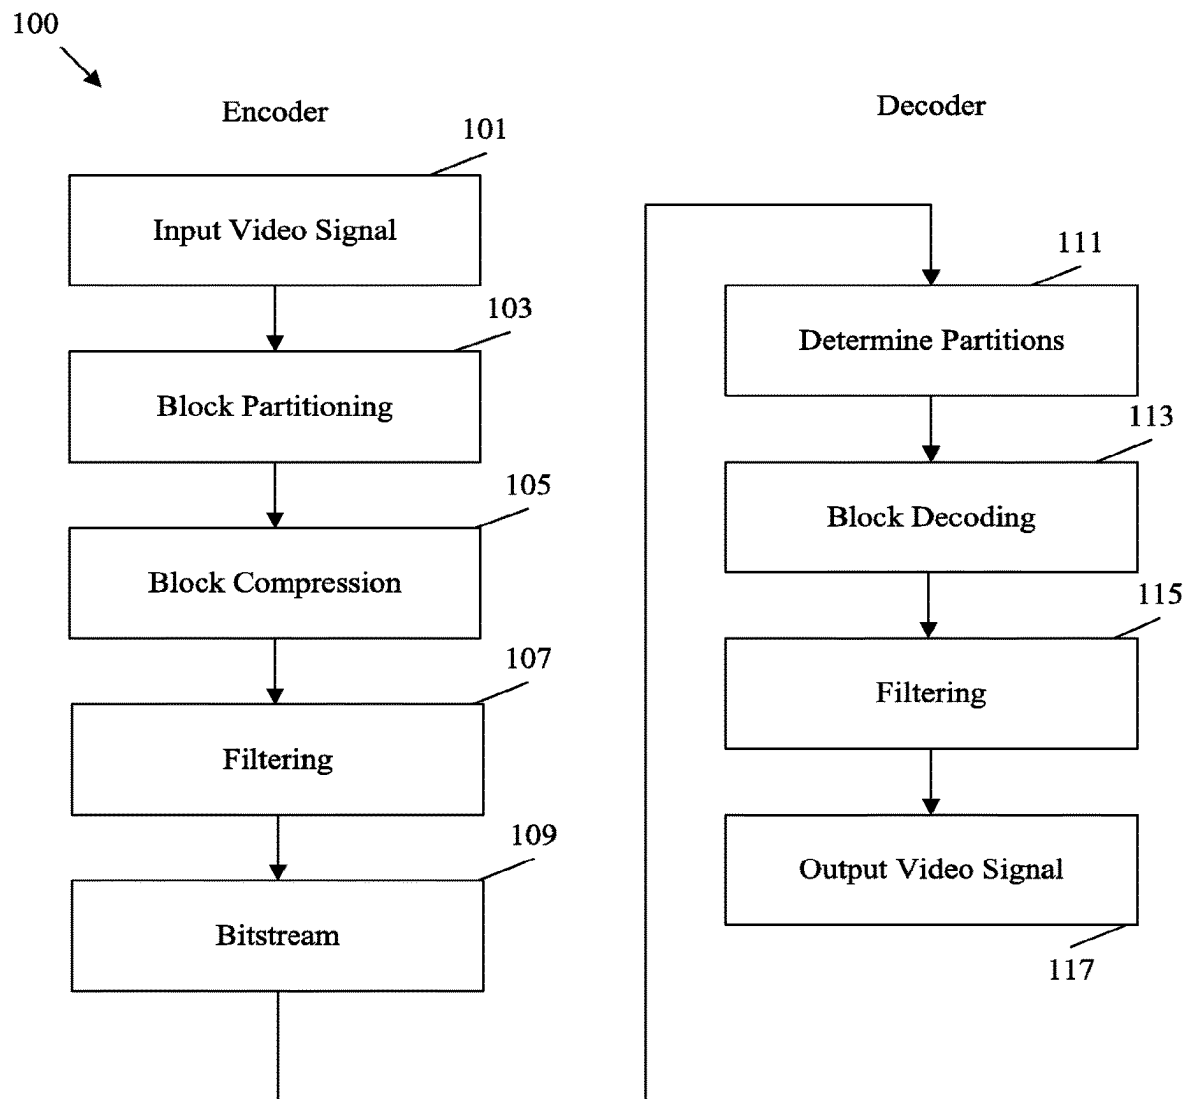 100
Encoder
101
Input Video Signal
103
Block Partitioning
105
Block Compression
107
Filtering
109
Bitstream
Decoder
111
Determine Partitions
113
Block Decoding
115
Filtering
Output Video Signal
117